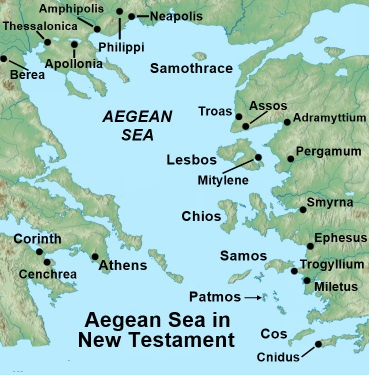 Amphipolis
Neapolis
Thessalonica
Philippi
Berea
Apollonia
Samothrace
AEGEAN
SEA
Troas
Assos
Adramyttium
Lesbos
Pergamum
Mitylene
Chios
Smyrna
Corinth
Ephesus
Cenchrea
Athens
Samos
Trogyllium
Miletus
Patmos
Aegean Sea in
New Testament
Cos
Cnidus